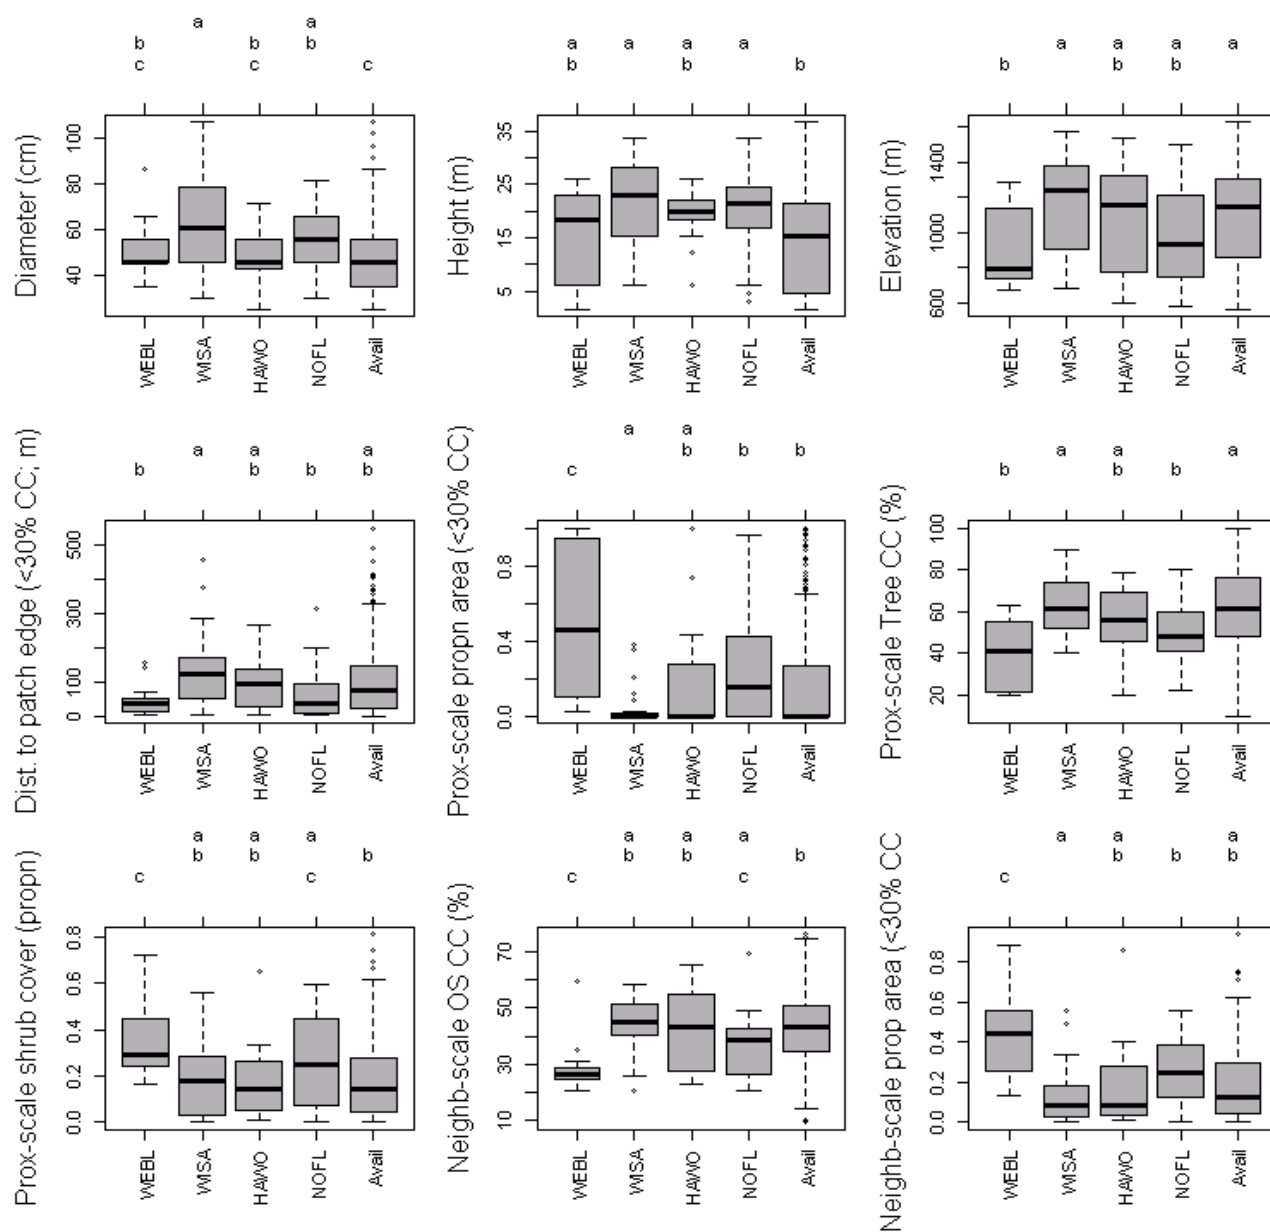 b a b a
b b
c c c
Diameter (cm)
100
80
60
40
WEBL WISA HAWO NOFL Avail
a a a a
b b b
Height (m)
35
25
15
5
WEBL WISA HAWO NOFL Avail
a a a a
b b b
Elevation (m)
1400
1000
600
WEBL WISA HAWO NOFL Avail
a a a
b b b b
Dist. to patch edge (<30% CC; m)
500
300
100
0
WEBL WISA HAWO NOFL Avail
a a
b b b
c
Prox-scale propn area (<30% CC)
0.8
0.4
0.0
WEBL WISA HAWO NOFL Avail
a a a
b b b
Prox-scale Tree CC (%)
100
80
60
40
20
WEBL WISA HAWO NOFL Avail
a a a
b b b
c c
Prox-scale shrub cover (propn)
0.8
0.6
0.4
0.2
0.0
WEBL WISA HAWO NOFL Avail
a a a
b b b
c c
Neighb-scale OS CC (%)
70
50
30
10
WEBL WISA HAWO NOFL Avail
a a a
b b b
c
Neighb-scale prop area (<30% CC
0.8
0.6
0.4
0.2
0.0
WEBL WISA HAWO NOFL Avail